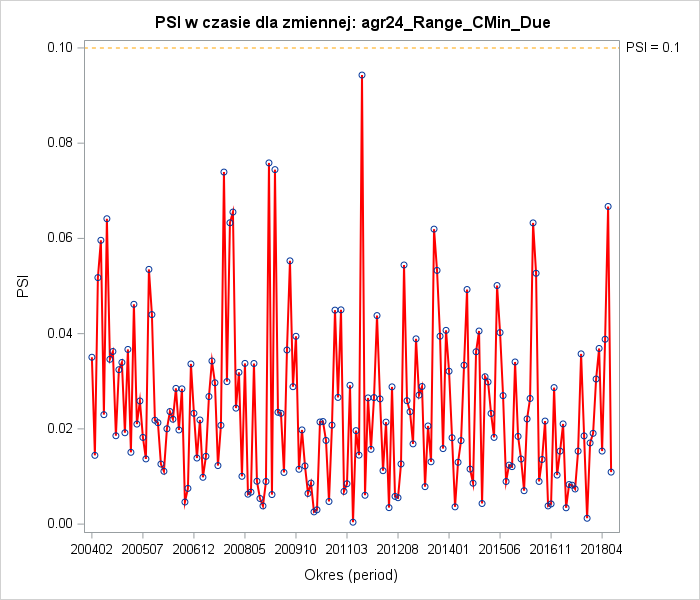 PSI w czasie dla zmiennej: agr24_Range_CMin_Due
0.10
PSI = 0.1
0.08
0.06
0.04
0.02
0.00
PSI
200402 200507 200612 200805 200910 201103 201208 201401 201506 201611 201804
Okres (period)